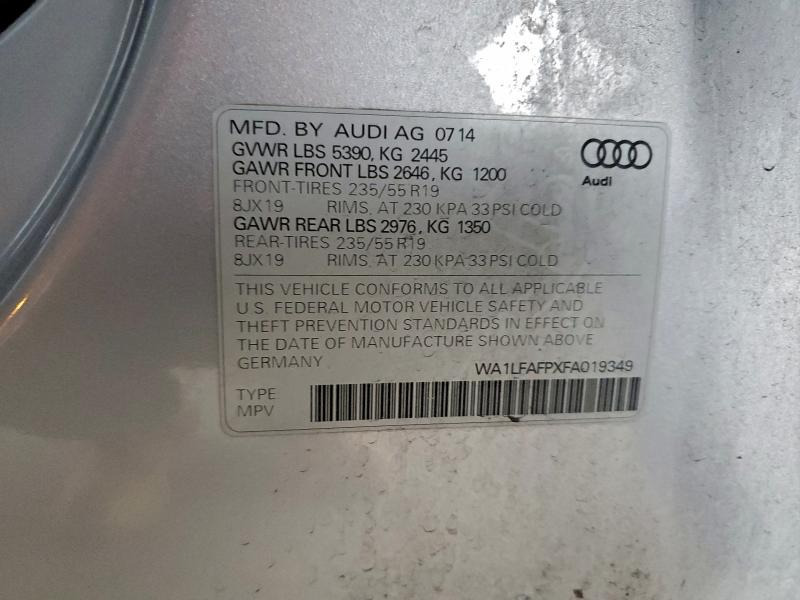 MFD. BY AUDI AG 07 14
GVWR LBS 5390, KG 2445
GAWR FRONT LBS 2646, KG 1200
FRONT-TIRES 235/55 R19
8JX19 RIMS, AT 230 KPA 33 PSI COLD
GAWR REAR LBS 2976, KG 1350
REAR-TIRES 235/55 R19
8JX19 RIMS, AT 230 KPA 33 PSI COLD
Audi
THIS VEHICLE CONFORMS TO ALL APPLICABLE
U.S. FEDERAL MOTOR VEHICLE SAFETY AND
THEFT PREVENTION STANDARDS IN EFFECT ON
THE DATE OF MANUFACTURE SHOWN ABOVE
GERMANY WA1LFAFPXFA019349
TYPE
MPV